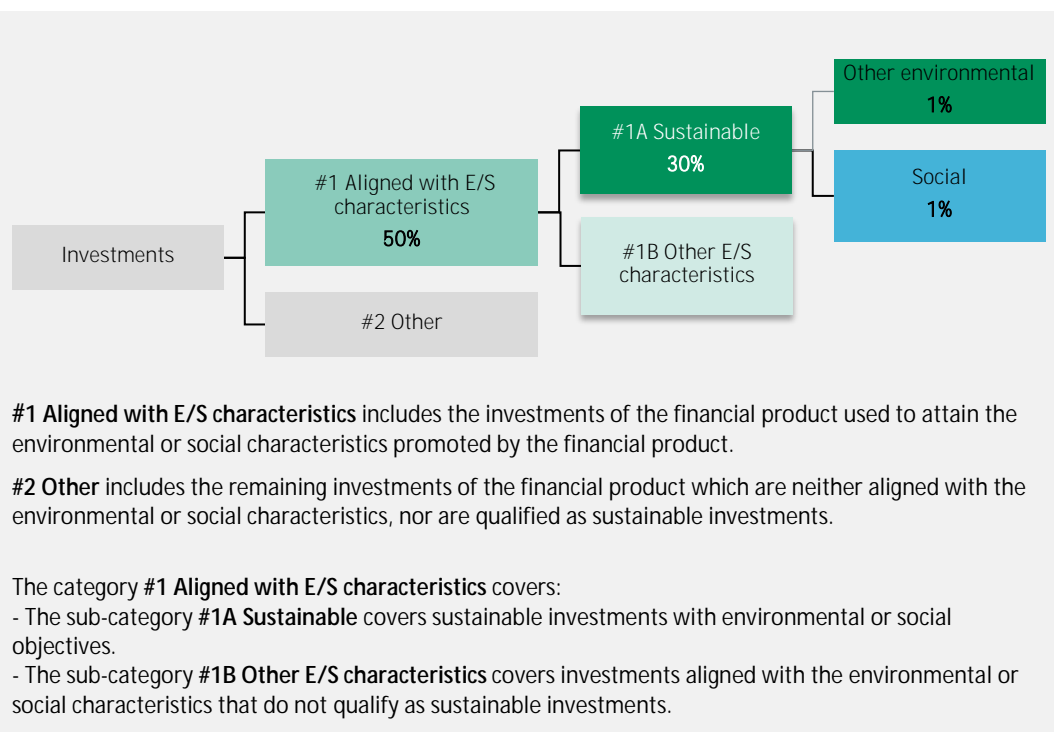 Other environmental
1%
#1A Sustainable
30%
Social
1%
#1 Aligned with E/S
characteristics
50%
#1B Other E/S
characteristics
Investments
#2 Other
#1 Aligned with E/S characteristics includes the investments of the financial product used to attain the
environmental or social characteristics promoted by the financial product.
#2 Other includes the remaining investments of the financial product which are neither aligned with the
environmental or social characteristics, nor are qualified as sustainable investments.
The category #1 Aligned with E/S characteristics covers:
- The sub-category #1A Sustainable covers sustainable investments with environmental or social
objectives.
- The sub-category #1B Other E/S characteristics covers investments aligned with the environmental or
social characteristics that do not qualify as sustainable investments.